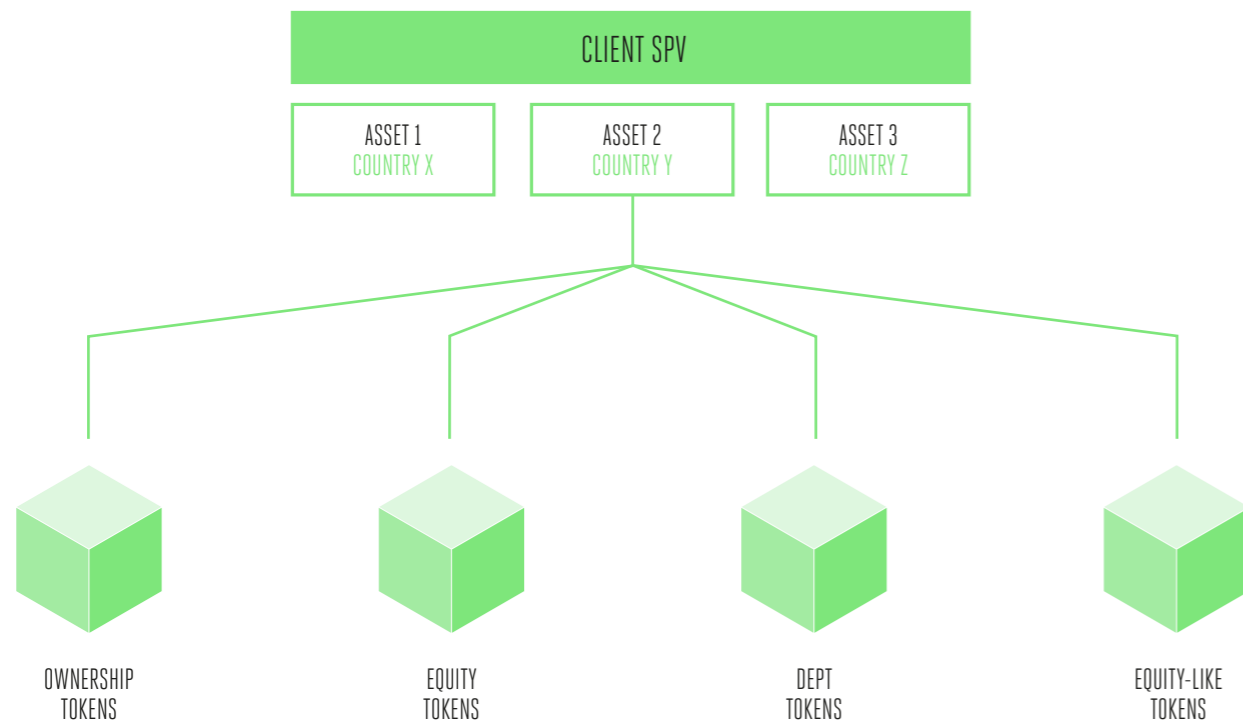 CLIENT SPV
ASSET 1
COUNTRY X
ASSET 2
COUNTRY Y
ASSET 3
COUNTRY Z
OWNERSHIP
TOKENS
EQUITY
TOKENS
DEPT
TOKENS
EQUITY-LIKE
TOKENS